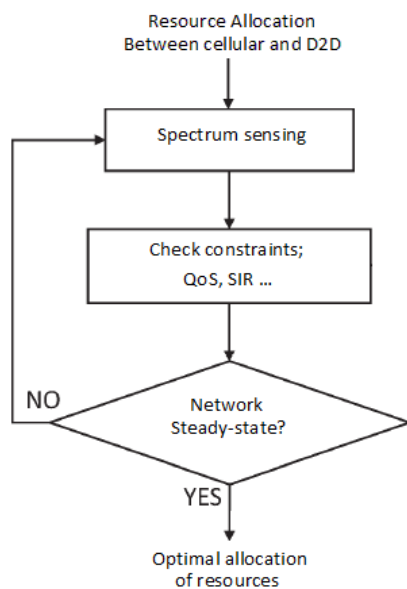 Resource Allocation
Between cellular and D2D
Spectrum sensing
Check constraints;
QoS, SIR ...
Network
Steady-state?
NO
YES
Optimal allocation
of resources